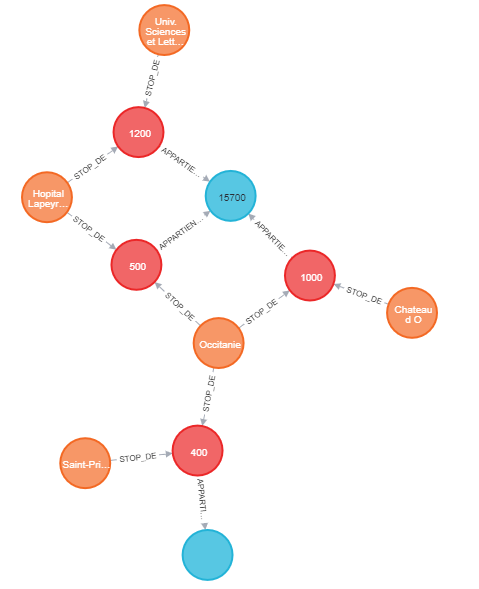 Univ.
Sciences
et Lett...
STOP_DE
1200
STOP_DE
APPARTIE...
Hopital
Lapeyr...
15700
STOP_DE
APPARTIEN...
APPARTIE...
500
1000
STOP_DE
STOP_DE
STOP_DE
Chateau
d O
Occitanie
STOP_DE
400
STOP_DE
Saint-Pri...
APPARTI...